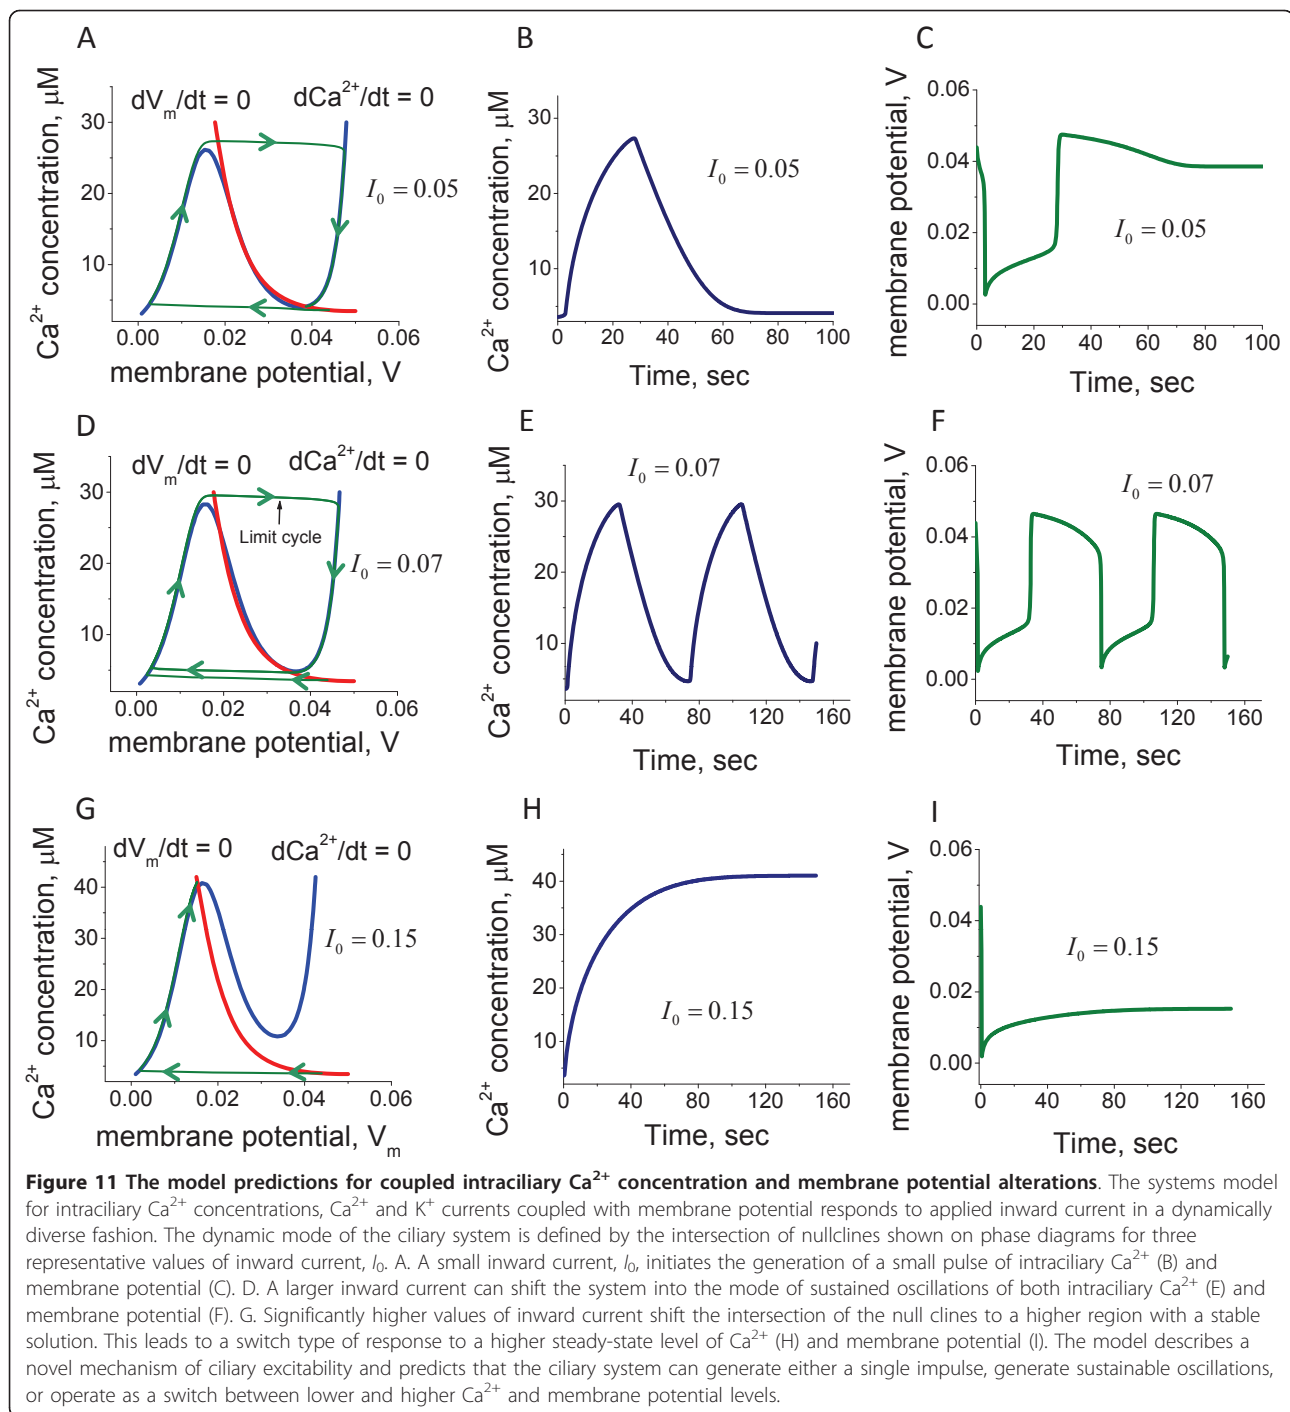 A
B
C
Ca²⁺ concentration, μM
dVₘ/dt = 0
dCa²⁺/dt = 0
30
20
10
I₀ = 0.05
0.00 0.02 0.04 0.06
membrane potential, V
Ca²⁺ concentration, μM
30
20
10
I₀ = 0.05
0 20 40 60 80 100
Time, sec
membrane potential, V
0.06
0.04
0.02
0.00
I₀ = 0.05
0 20 40 60 80 100
Time, sec
D
E
F
Ca²⁺ concentration, μM
dVₘ/dt = 0
dCa²⁺/dt = 0
30
20
10
Limit cycle
I₀ = 0.07
0.00 0.02 0.04 0.06
membrane potential, V
Ca²⁺ concentration, μM
I₀ = 0.07
30
20
10
0 40 80 120 160
Time, sec
membrane potential, V
0.06
0.04
0.02
0.00
I₀ = 0.07
0 40 80 120 160
Time, sec
G
H
I
Ca²⁺ concentration, μM
dVₘ/dt = 0
dCa²⁺/dt = 0
40
30
20
10
I₀ = 0.15
0.00 0.02 0.04 0.06
membrane potential, Vₘ
Ca²⁺ concentration, μM
40
30
20
10
I₀ = 0.15
0 40 80 120 160
Time, sec
membrane potential, V
0.06
0.04
0.02
0.00
I₀ = 0.15
0 40 80 120 160
Time, sec
Figure 11 The model predictions for coupled intraciliary Ca²⁺ concentration and membrane potential alterations. The systems model
for intraciliary Ca²⁺ concentrations, Ca²⁺ and K⁺ currents coupled with membrane potential responds to applied inward current in a dynamically
diverse fashion. The dynamic mode of the ciliary system is defined by the intersection of nullclines shown on phase diagrams for three
representative values of inward current, I₀. A. A small inward current, I₀, initiates the generation of a small pulse of intraciliary Ca²⁺ (B) and
membrane potential (C). D. A larger inward current can shift the system into the mode of sustained oscillations of both intraciliary Ca²⁺ (E) and
membrane potential (F). G. Significantly higher values of inward current shift the intersection of the null clines to a higher region with a stable
solution. This leads to a switch type of response to a higher steady-state level of Ca²⁺ (H) and membrane potential (I). The model describes a
novel mechanism of ciliary excitability and predicts that the ciliary system can generate either a single impulse, generate sustainable oscillations,
or operate as a switch between lower and higher Ca²⁺ and membrane potential levels.